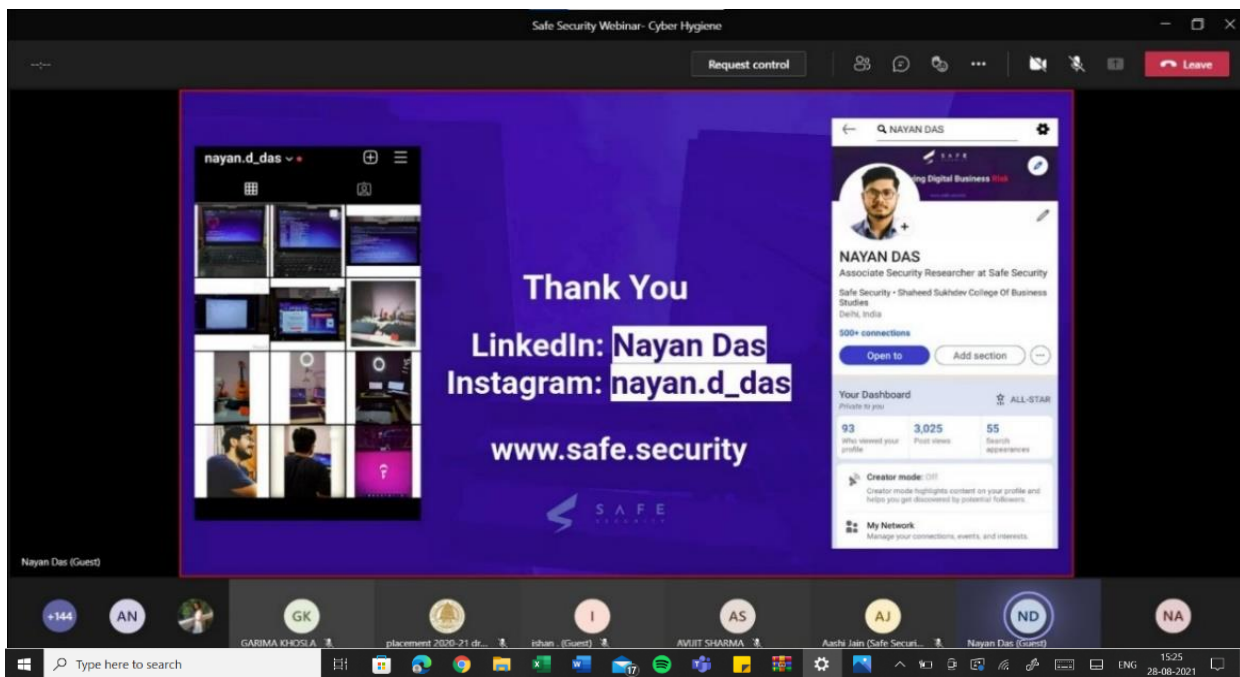 Safe Security Webinar- Cyber Hygiene
--:--
Request control
Leave
nayan.d_das
Thank You
LinkedIn: Nayan Das
Instagram: nayan.d_das
www.safe.security
SAFE
SECURITY
NAYAN DAS
SAFE
Digital Business Risk
NAYAN DAS
Associate Security Researcher at Safe Security
Safe Security • Shaheed Sukhdev College Of Business
Studies
Delhi, India
500+ connections
Open to
Add section
Your Dashboard
Private to you
ALL-STAR
93
Who viewed your
profile
3,025
Post views
55
Search
appearances
Creator mode: Off
Creator mode highlights content on your profile and
helps you get discovered by potential followers.
My Network
Manage your connections, events, and interests.
Nayan Das (Guest)
+144
AN
GK
GARIMA KHOSLA
placement 2020-21 dr...
I
ishan . (Guest)
AS
AVIJIT SHARMA
AJ
Aashi Jain (Safe Securi...
ND
Nayan Das (Guest)
NA
Type here to search
17
ENG
15:25
28-08-2021